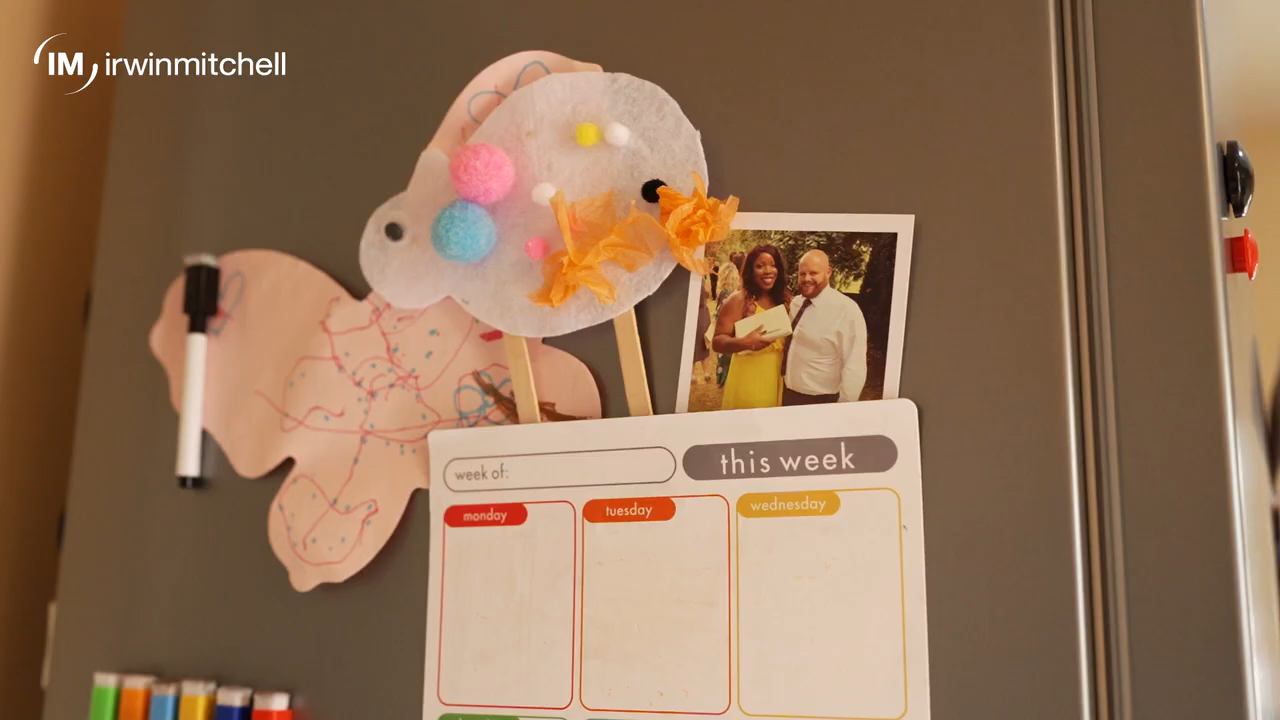 IM irwinmitchell
week of:
this week
monday
tuesday
wednesday